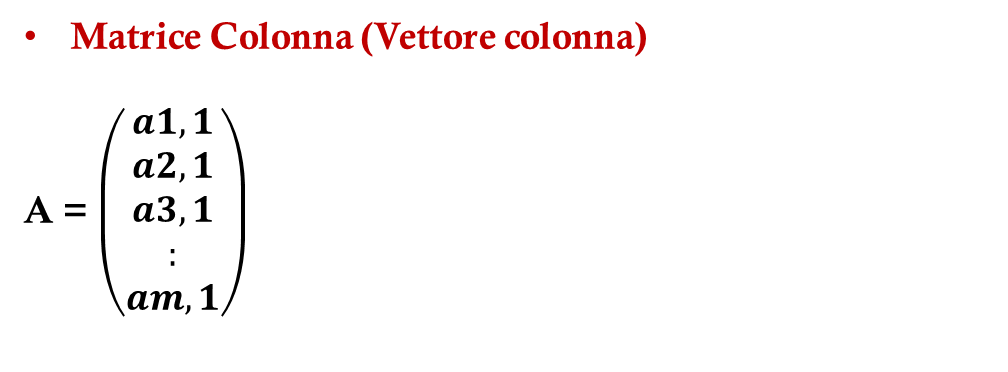 • Matrice Colonna (Vettore colonna)
a1, 1
a2, 1
A = a3, 1
:
am, 1